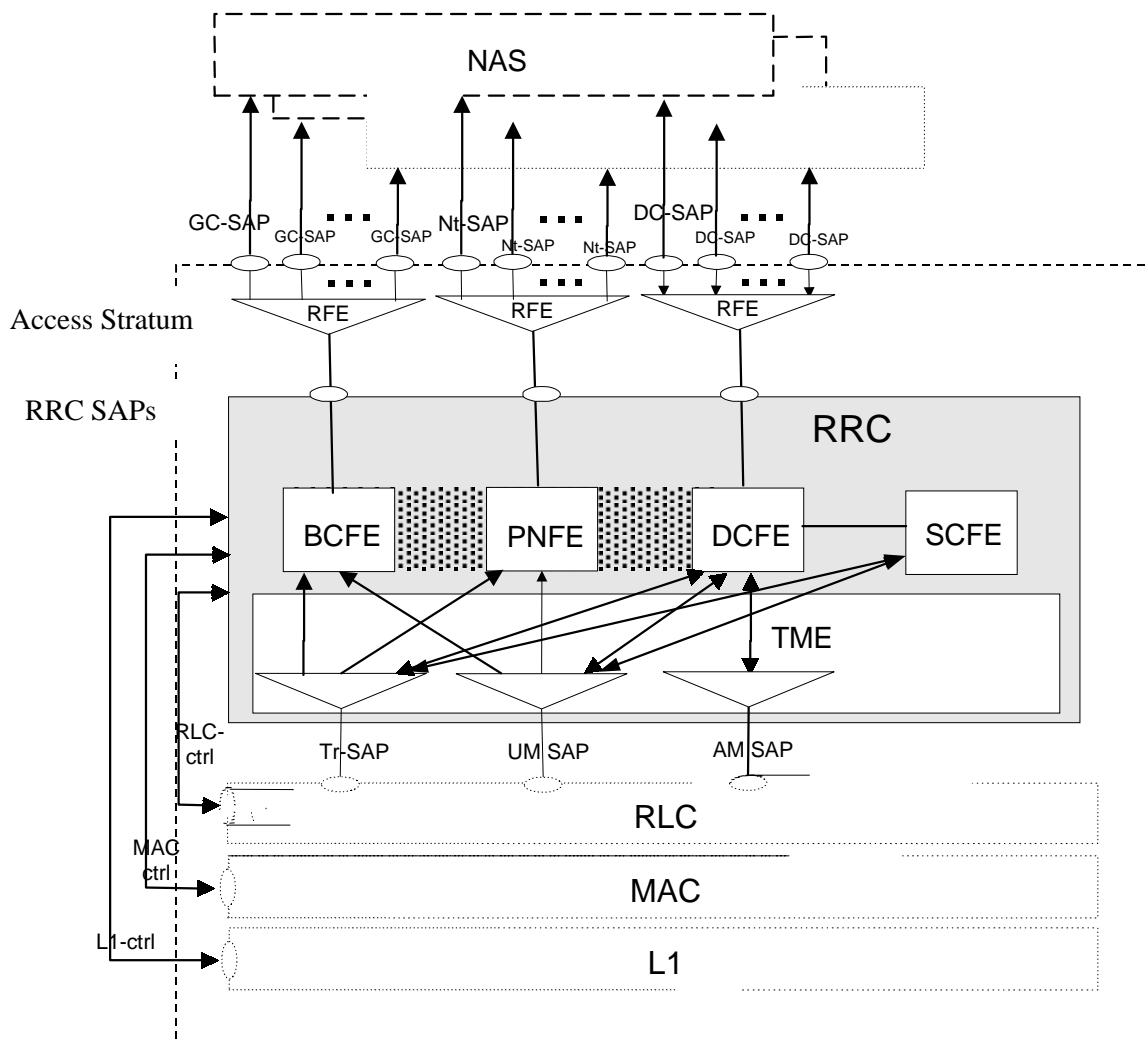 NAS
GC-SAP
GC-SAP
GC-SAP
Nt-SAP
Nt-SAP
Nt-SAP
DC-SAP
DC-SAP
DC-SAP
RFE
RFE
RFE
Access Stratum
RRC SAPs
RRC
BCFE
PNFE
DCFE
SCFE
TME
RLC-
ctrl
Tr-SAP
UM SAP
AM SAP
RLC
MAC
ctrl
MAC
L1-ctrl
L1